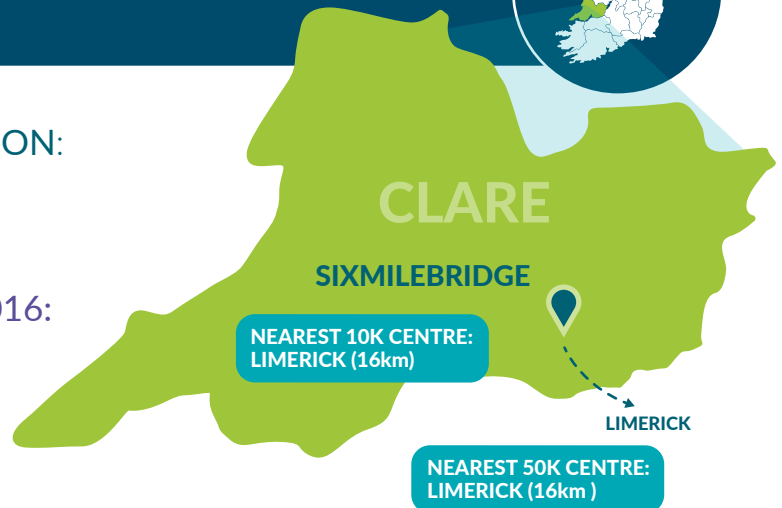 ON:
CLARE
SIXMILEBRIDGE
016:
NEAREST 10K CENTRE:
LIMERICK (16km)
LIMERICK
NEAREST 50K CENTRE:
LIMERICK (16km )